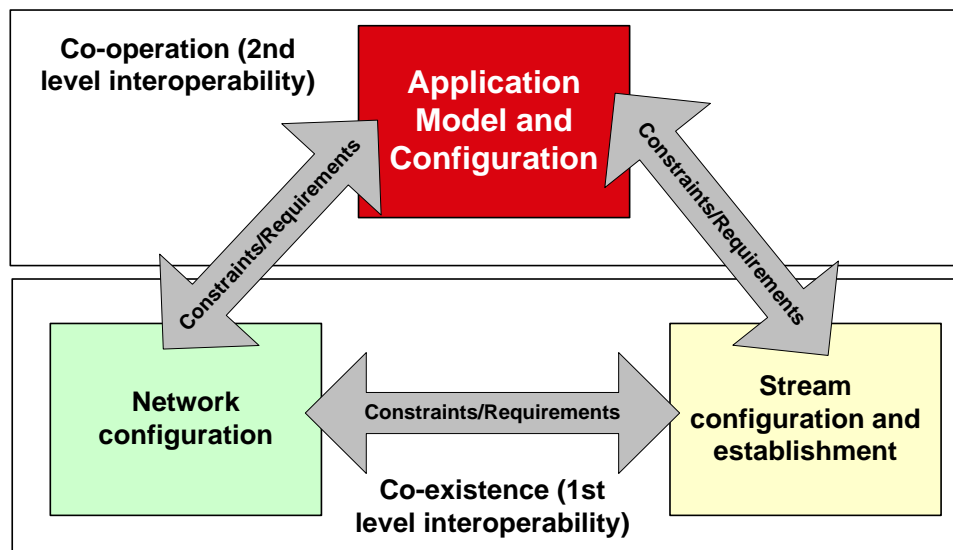 Co-operation (2nd
level interoperability)
Application
Model and
Configuration
Constraints/Requirements
Constraints/Requirements
Network
configuration
Constraints/Requirements
Stream
configuration and
establishment
Co-existence (1st
level interoperability)